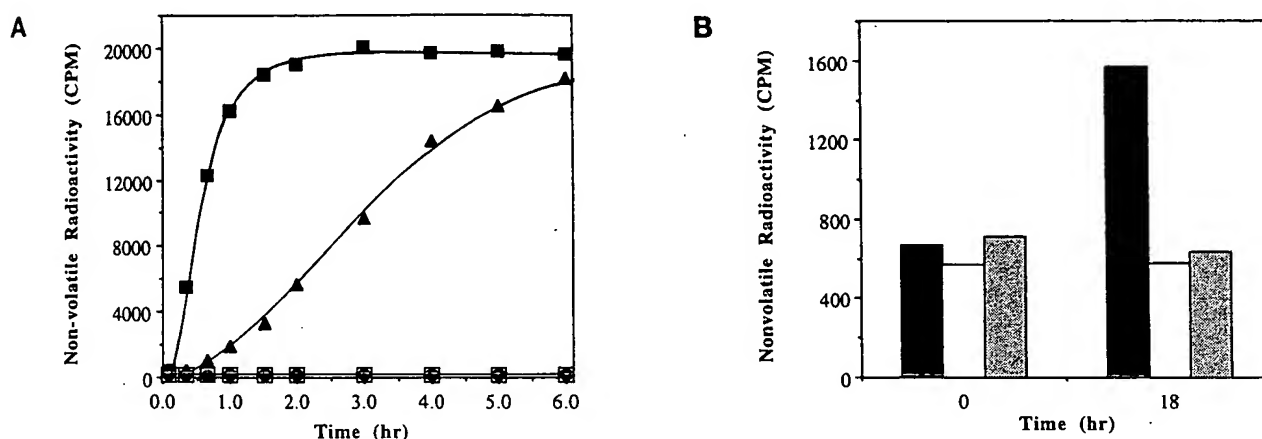 A
Non-volatile Radioactivity (CPM)
20000
16000
12000
8000
4000
0
0.0 1.0 2.0 3.0 4.0 5.0 6.0
Time (hr)
B
Nonvolatile Radioactivity (CPM)
1600
1200
800
400
0
0 18
Time (hr)